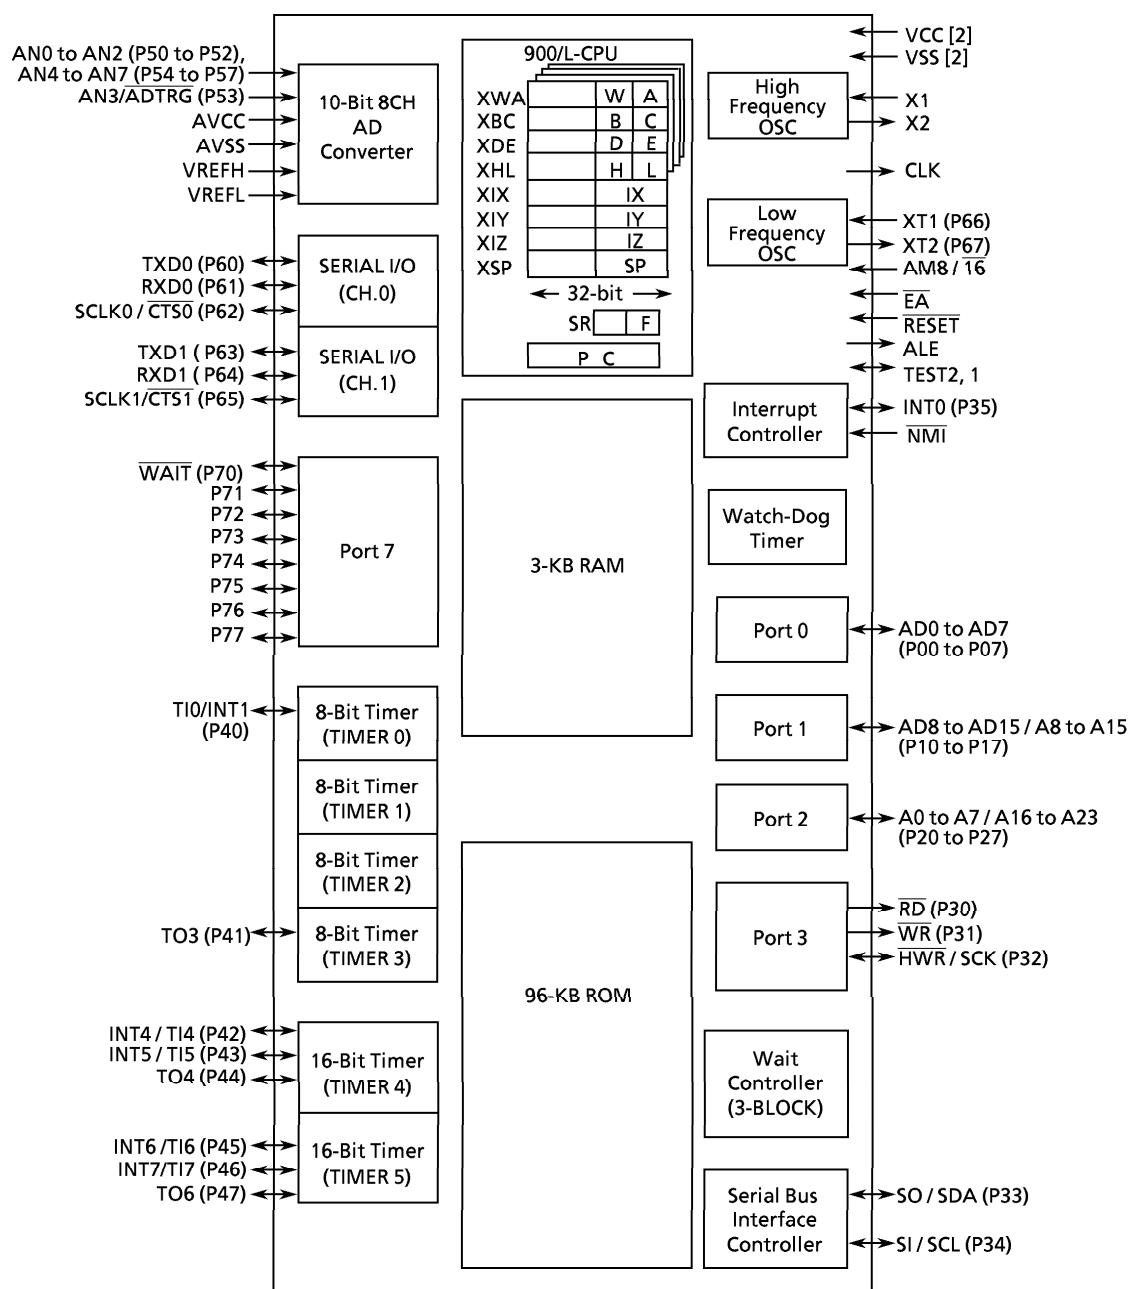 AN0 to AN2 (P50 to P52),
AN4 to AN7 (P54 to P57)
AN3/ADTRG (P53)
AVCC
AVSS
VREFH
VREFL
10-Bit 8CH
AD
Converter
TXD0 (P60)
RXD0 (P61)
SCLK0 / CTS0 (P62)
SERIAL I/O
(CH.0)
TXD1 ( P63)
RXD1 (P64)
SCLK1/CTS1 (P65)
SERIAL I/O
(CH.1)
WAIT (P70)
P71
P72
P73
P74
P75
P76
P77
Port 7
TI0/INT1
(P40)
8-Bit Timer
(TIMER 0)
8-Bit Timer
(TIMER 1)
8-Bit Timer
(TIMER 2)
TO3 (P41)
8-Bit Timer
(TIMER 3)
INT4 / TI4 (P42)
INT5 / TI5 (P43)
TO4 (P44)
16-Bit Timer
(TIMER 4)
INT6 /TI6 (P45)
INT7/TI7 (P46)
TO6 (P47)
16-Bit Timer
(TIMER 5)
900/L-CPU
XWA W A
XBC B C
XDE D E
XHL H L
XIX IX
XIY IY
XIZ IZ
XSP SP
32-bit
SR F
P C
3-KB RAM
96-KB ROM
VCC [2]
VSS [2]
High
Frequency
OSC
X1
X2
CLK
Low
Frequency
OSC
XT1 (P66)
XT2 (P67)
AM8 / 16
EA
RESET
ALE
TEST2, 1
Interrupt
Controller
INT0 (P35)
NMI
Watch-Dog
Timer
Port 0
AD0 to AD7
(P00 to P07)
Port 1
AD8 to AD15 / A8 to A15
(P10 to P17)
Port 2
A0 to A7 / A16 to A23
(P20 to P27)
Port 3
RD (P30)
WR (P31)
HWR / SCK (P32)
Wait
Controller
(3-BLOCK)
Serial Bus
Interface
Controller
SO / SDA (P33)
SI / SCL (P34)